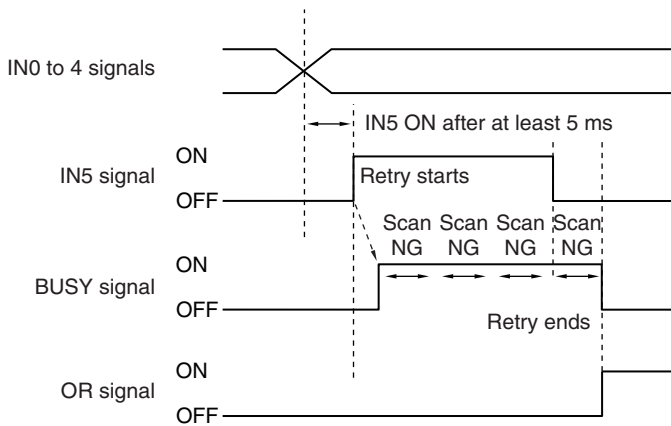 IN0 to 4 signals
IN5 ON after at least 5 ms
ON
IN5 signal
OFF
Retry starts
Scan NG
Scan NG
Scan NG
Scan NG
ON
BUSY signal
OFF
Retry ends
ON
OR signal
OFF